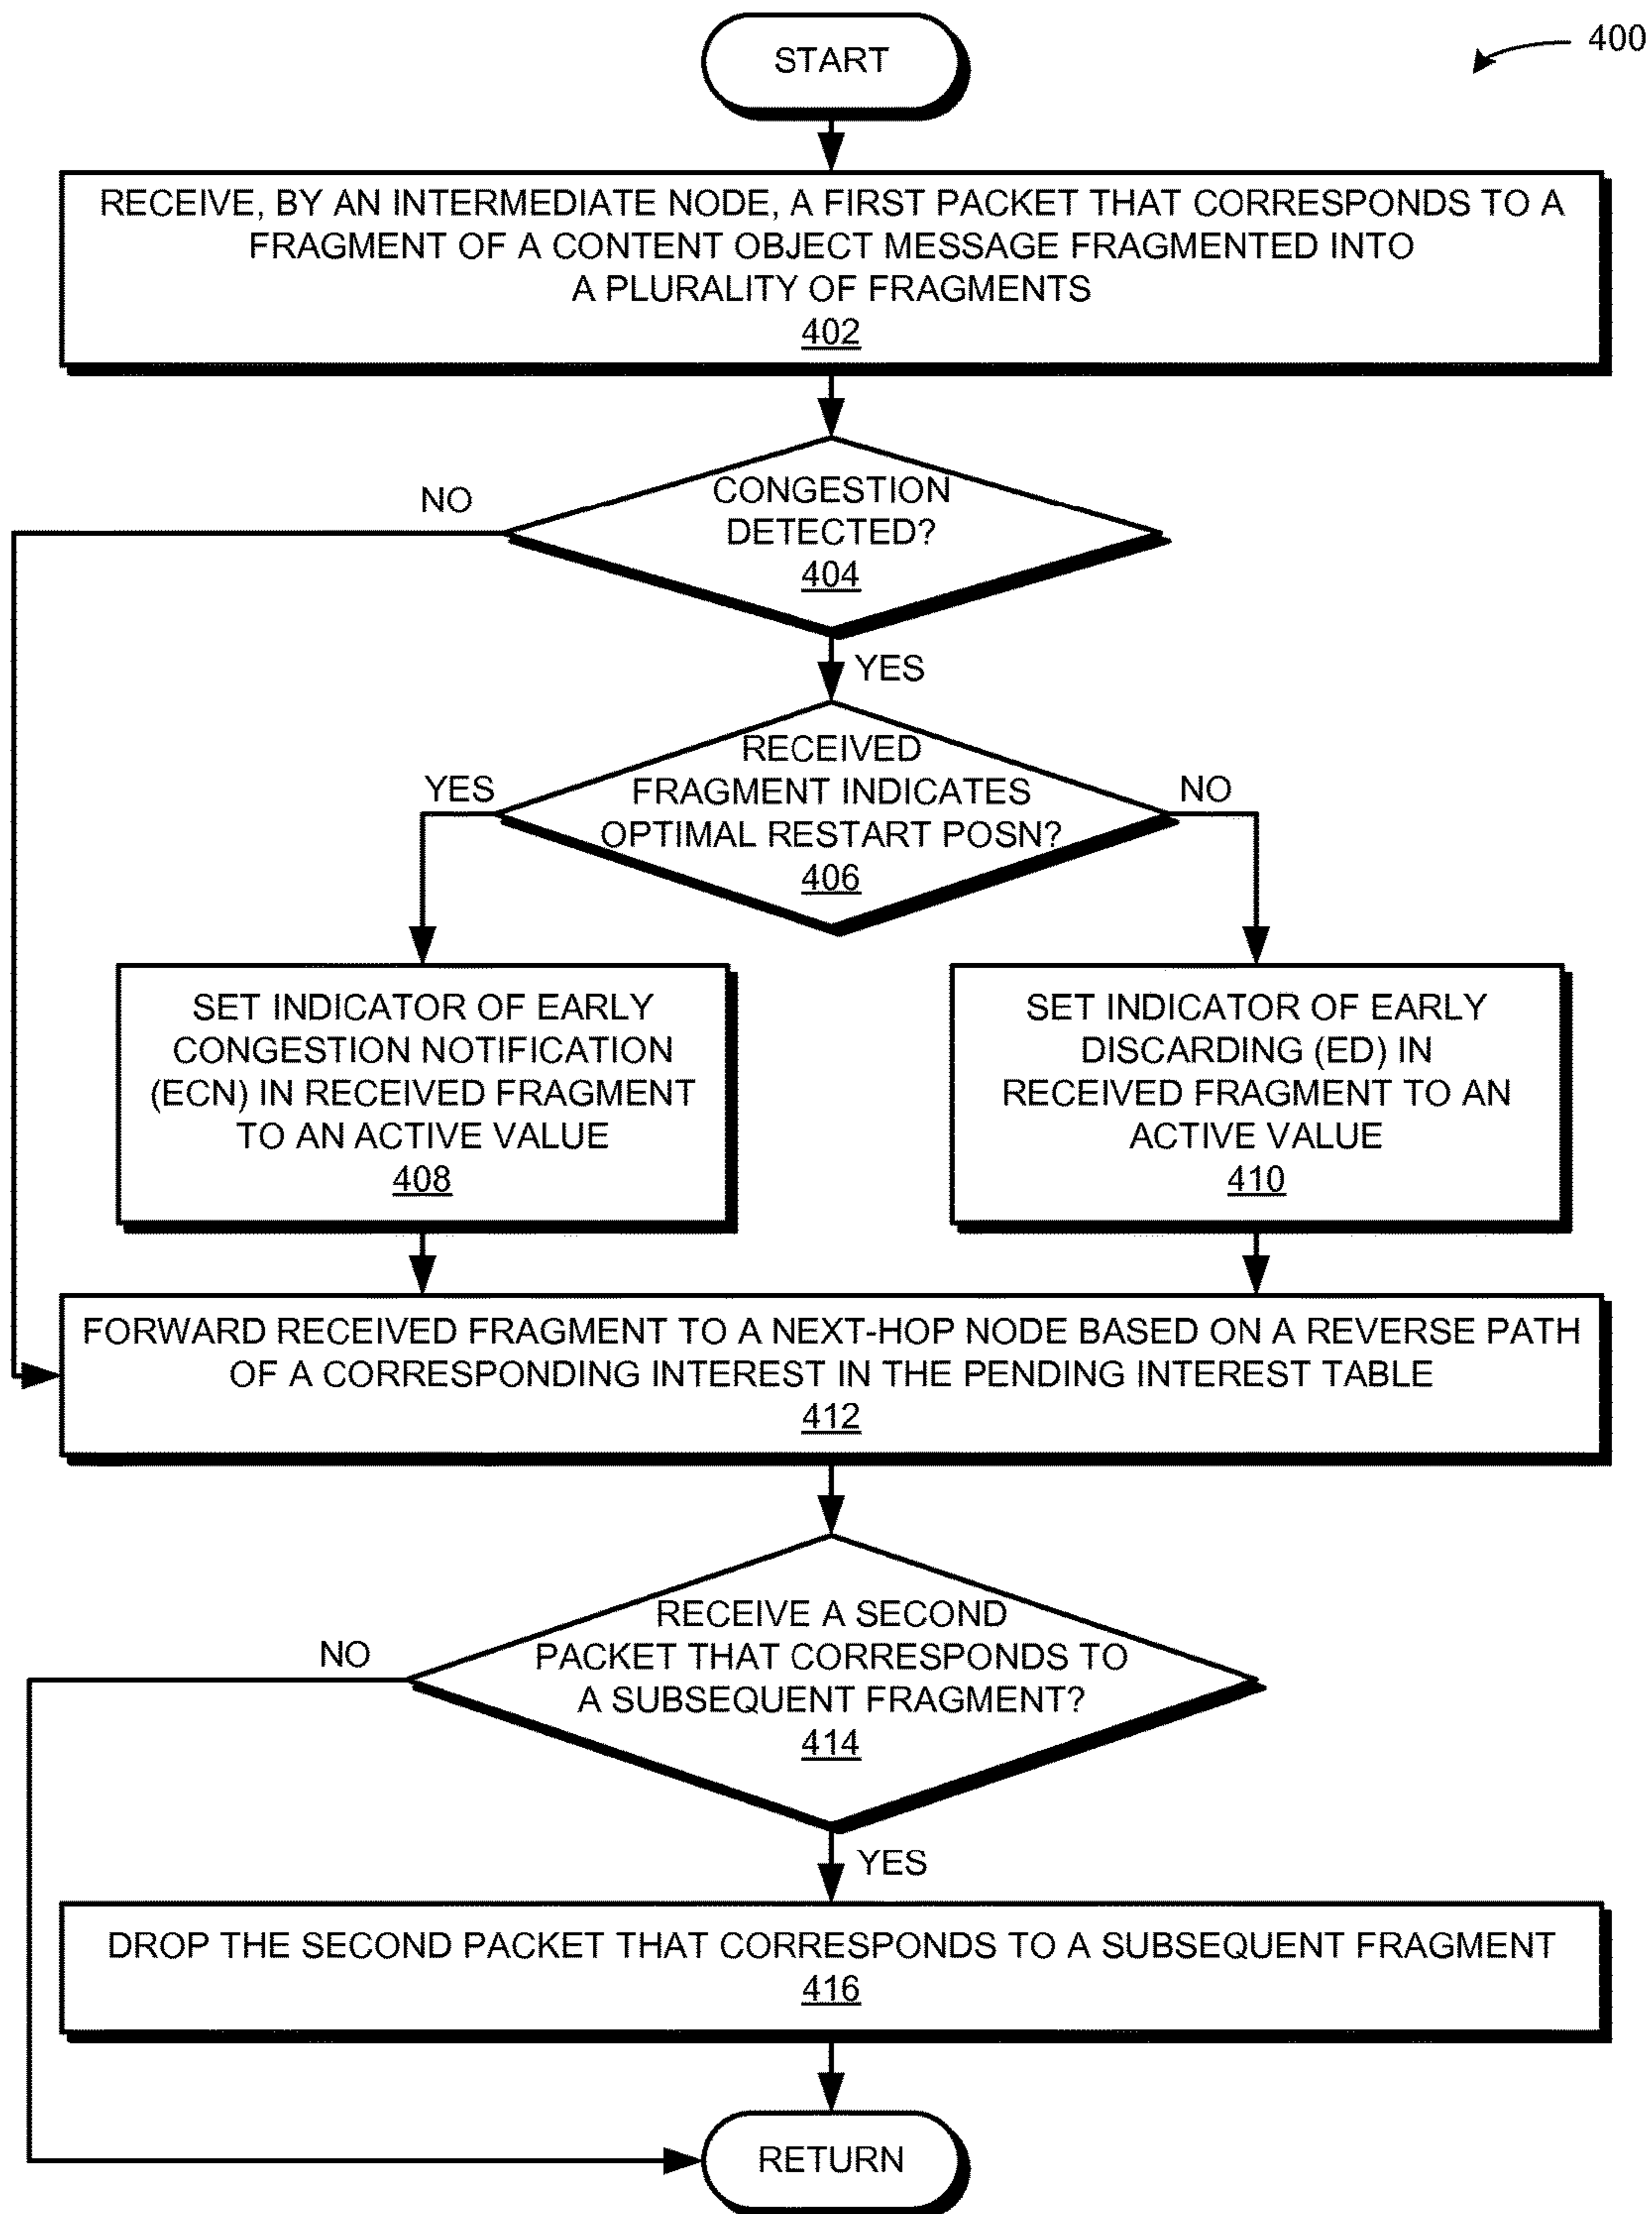 START
400
RECEIVE, BY AN INTERMEDIATE NODE, A FIRST PACKET THAT CORRESPONDS TO A
FRAGMENT OF A CONTENT OBJECT MESSAGE FRAGMENTED INTO
A PLURALITY OF FRAGMENTS
402
NO
CONGESTION
DETECTED?
404
YES
RECEIVED
FRAGMENT INDICATES
OPTIMAL RESTART POSN?
406
YES
NO
SET INDICATOR OF EARLY
CONGESTION NOTIFICATION
(ECN) IN RECEIVED FRAGMENT
TO AN ACTIVE VALUE
408
SET INDICATOR OF EARLY
DISCARDING (ED) IN
RECEIVED FRAGMENT TO AN
ACTIVE VALUE
410
FORWARD RECEIVED FRAGMENT TO A NEXT-HOP NODE BASED ON A REVERSE PATH
OF A CORRESPONDING INTEREST IN THE PENDING INTEREST TABLE
412
NO
RECEIVE A SECOND
PACKET THAT CORRESPONDS TO
A SUBSEQUENT FRAGMENT?
414
YES
DROP THE SECOND PACKET THAT CORRESPONDS TO A SUBSEQUENT FRAGMENT
416
RETURN